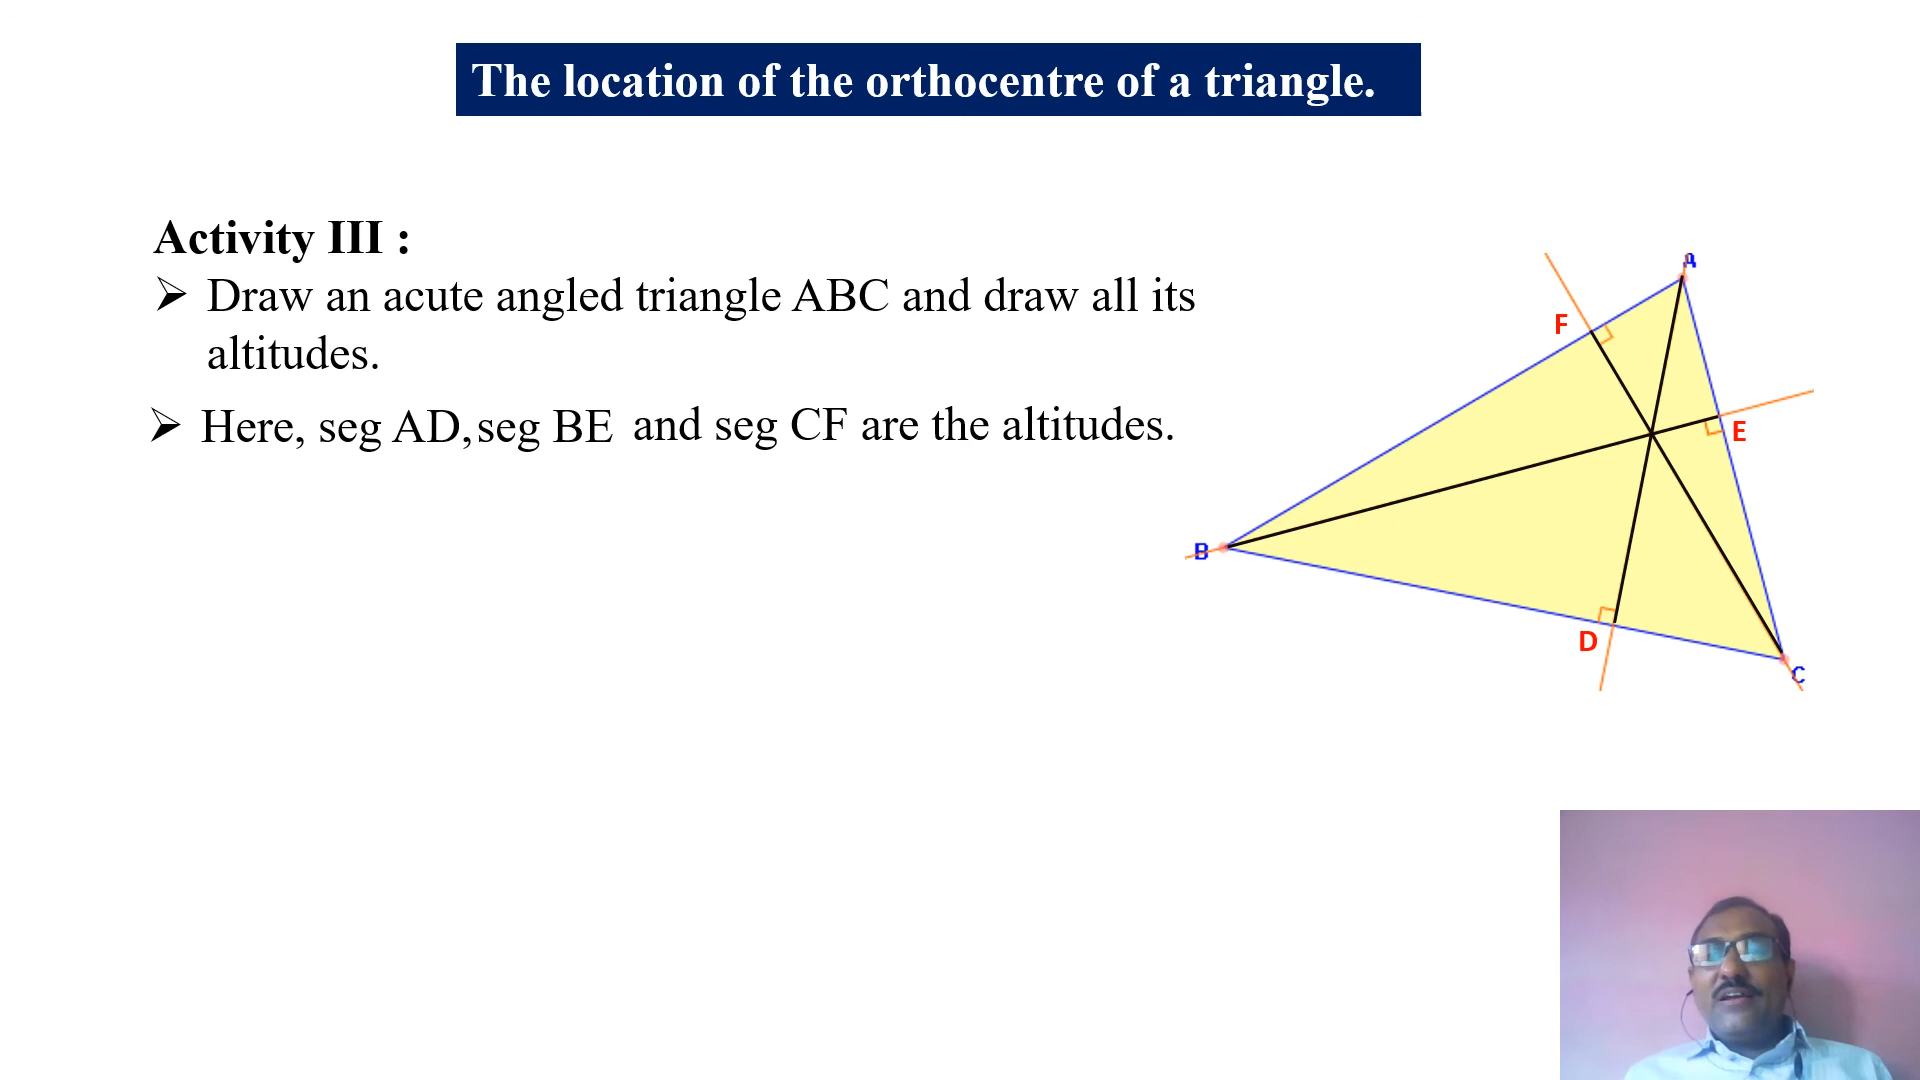 The location of the orthocentre of a triangle.
Activity III :
Draw an acute angled triangle ABC and draw all its
altitudes.
Here, seg AD, seg BE and seg CF are the altitudes.
A
F
E
B
D
C